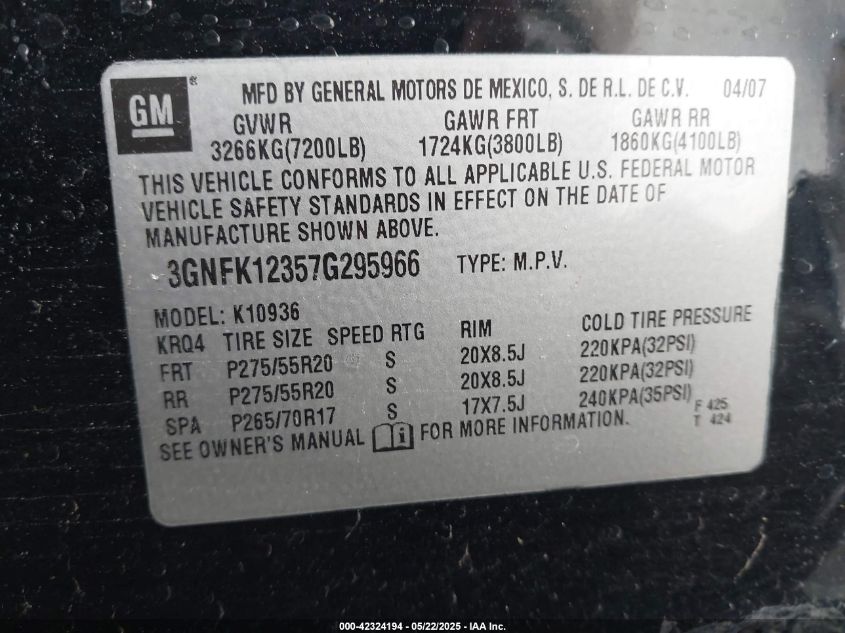 GM ® MFD BY GENERAL MOTORS DE MEXICO, S. DE R.L. DE C.V. 04/07
GVWR GAWR FRT GAWR RR
3266KG(7200LB) 1724KG(3800LB) 1860KG(4100LB)
THIS VEHICLE CONFORMS TO ALL APPLICABLE U.S. FEDERAL MOTOR
VEHICLE SAFETY STANDARDS IN EFFECT ON THE DATE OF
MANUFACTURE SHOWN ABOVE.
3GNFK12357G295966 TYPE: M.P.V.
MODEL: K10936
KRQ4 TIRE SIZE SPEED RTG RIM COLD TIRE PRESSURE
FRT P275/55R20 S 20X8.5J 220KPA(32PSI)
RR P275/55R20 S 20X8.5J 220KPA(32PSI)
SPA P265/70R17 S 17X7.5J 240KPA(35PSI) F 425
T 424
SEE OWNER'S MANUAL i FOR MORE INFORMATION.
000-42324194 - 05/22/2025 - IAA Inc.